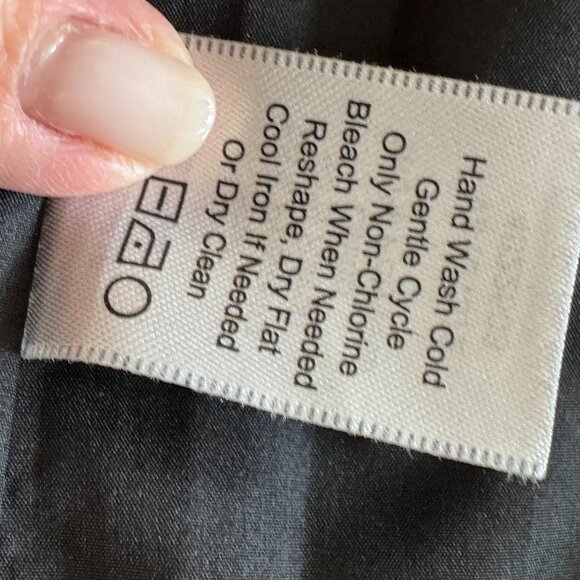 Hand Wash Cold
Gentle Cycle
Only Non-Chlorine
Bleach When Needed
Reshape, Dry Flat
Cool Iron If Needed
Or Dry Clean